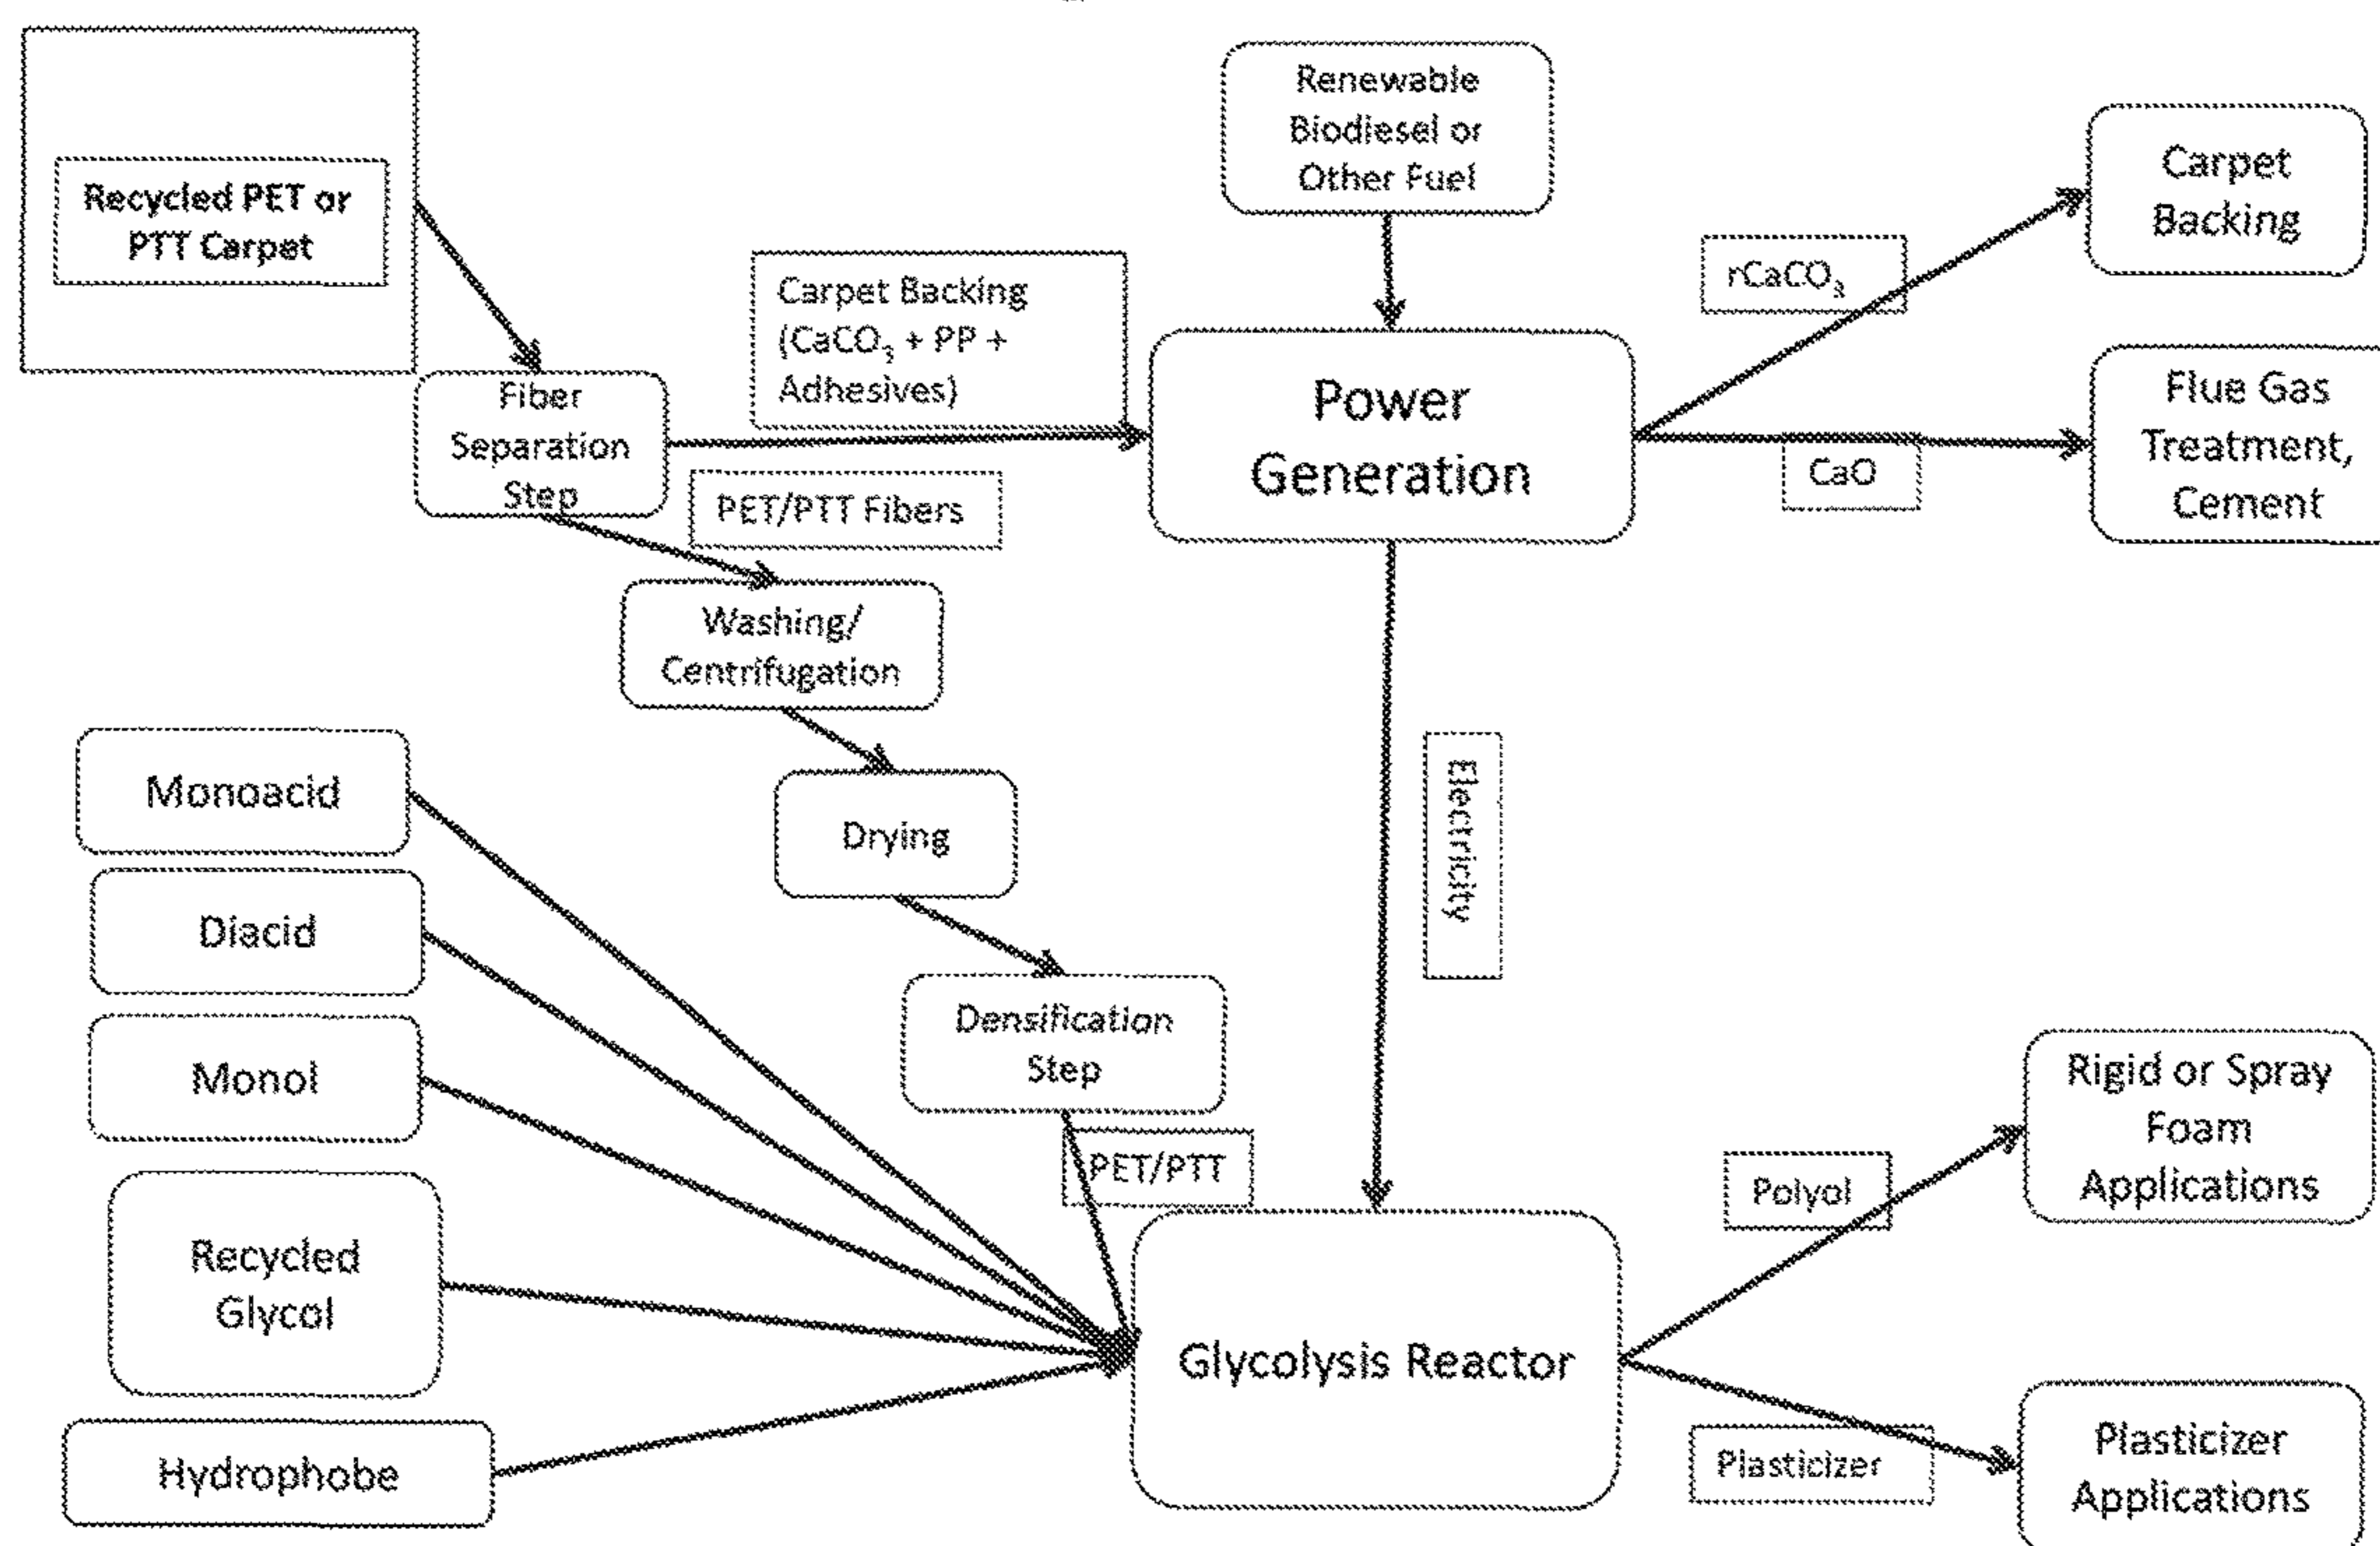 Recycled PET or
PTT Carpet
Renewable
Biodiesel or
Other Fuel
Carpet
Backing
rCaCO₃
Carpet Backing
(CaCO₃ + PP +
Adhesives)
Fiber
Separation
Step
Power
Generation
Flue Gas
Treatment,
Cement
CaO
PET/PTT Fibers
Washing/
Centrifugation
Monoacid
Drying
Electricity
Diacid
Densification
Step
Monol
PET/PTT
Rigid or Spray
Foam
Applications
Polyol
Recycled
Glycol
Glycolysis Reactor
Hydrophobe
Plasticizer
Plasticizer
Applications